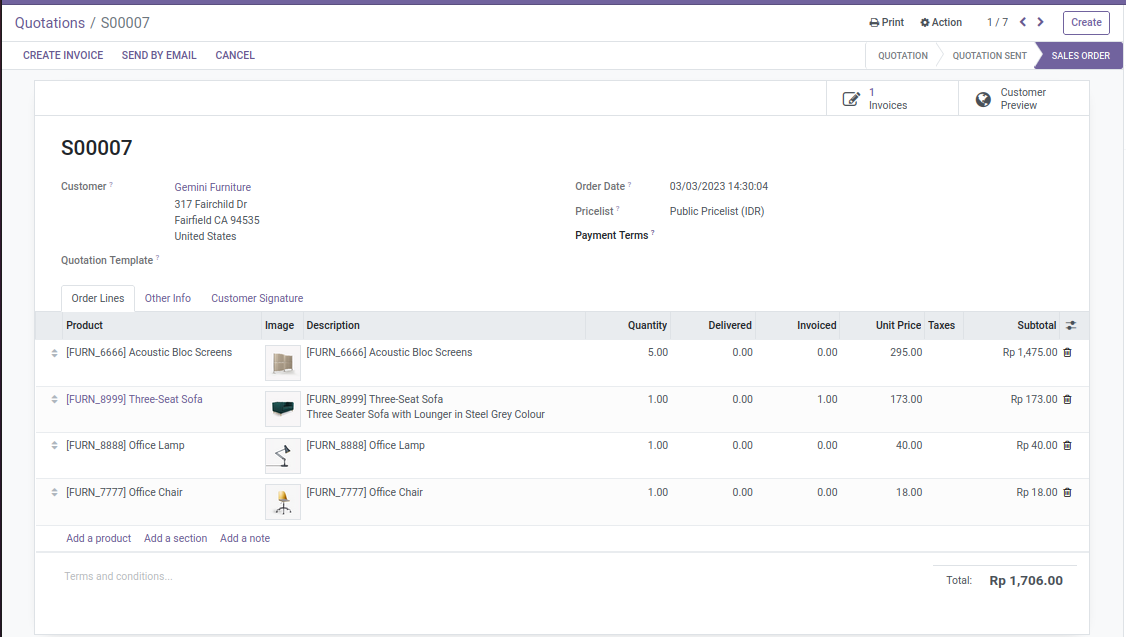 Quotations / S00007
Print Action 1 / 7 Create
CREATE INVOICE SEND BY EMAIL CANCEL
QUOTATION QUOTATION SENT SALES ORDER
1
Invoices
Customer
Preview
S00007
Customer ?
Gemini Furniture
317 Fairchild Dr
Fairfield CA 94535
United States
Quotation Template ?
Order Date ? 03/03/2023 14:30:04
Pricelist ? Public Pricelist (IDR)
Payment Terms ?
Order Lines Other Info Customer Signature
Product Image Description Quantity Delivered Invoiced Unit Price Taxes Subtotal
[FURN_6666] Acoustic Bloc Screens [FURN_6666] Acoustic Bloc Screens 5.00 0.00 0.00 295.00 Rp 1,475.00
[FURN_8999] Three-Seat Sofa [FURN_8999] Three-Seat Sofa 1.00 0.00 1.00 173.00 Rp 173.00
Three Seater Sofa with Lounger in Steel Grey Colour
[FURN_8888] Office Lamp [FURN_8888] Office Lamp 1.00 0.00 0.00 40.00 Rp 40.00
[FURN_7777] Office Chair [FURN_7777] Office Chair 1.00 0.00 0.00 18.00 Rp 18.00
Add a product Add a section Add a note
Terms and conditions...
Total: Rp 1,706.00